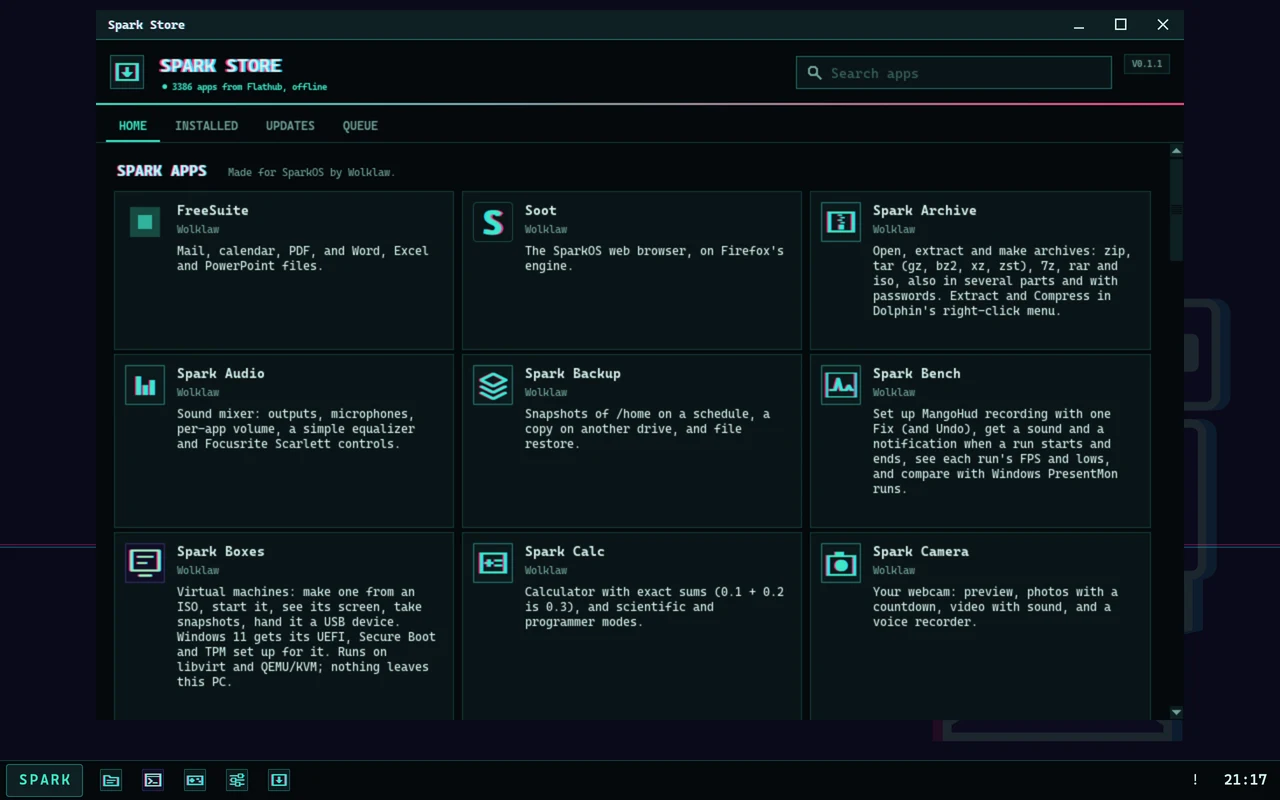 Spark Store
SPARK STORE
3386 apps from Flathub, offline
Search apps
V0.1.1
HOME
INSTALLED
UPDATES
QUEUE
SPARK APPS
Made for SparkOS by Wolklaw.
FreeSuite
Wolklaw
Mail, calendar, PDF, and Word, Excel
and PowerPoint files.
Soot
Wolklaw
The SparkOS web browser, on Firefox's
engine.
Spark Archive
Wolklaw
Open, extract and make archives: zip,
tar (gz, bz2, xz, zst), 7z, rar and
iso, also in several parts and with
passwords. Extract and Compress in
Dolphin's right-click menu.
Spark Audio
Wolklaw
Sound mixer: outputs, microphones,
per-app volume, a simple equalizer
and Focusrite Scarlett controls.
Spark Backup
Wolklaw
Snapshots of /home on a schedule, a
copy on another drive, and file
restore.
Spark Bench
Wolklaw
Set up MangoHud recording with one
Fix (and Undo), get a sound and a
notification when a run starts and
ends, see each run's FPS and lows,
and compare with Windows PresentMon
runs.
Spark Boxes
Wolklaw
Virtual machines: make one from an
ISO, start it, see its screen, take
snapshots, hand it a USB device.
Windows 11 gets its UEFI, Secure Boot
and TPM set up for it. Runs on
libvirt and QEMU/KVM; nothing leaves
this PC.
Spark Calc
Wolklaw
Calculator with exact sums (0.1 + 0.2
is 0.3), and scientific and
programmer modes.
Spark Camera
Wolklaw
Your webcam: preview, photos with a
countdown, video with sound, and a
voice recorder.
SPARK
!
21:17